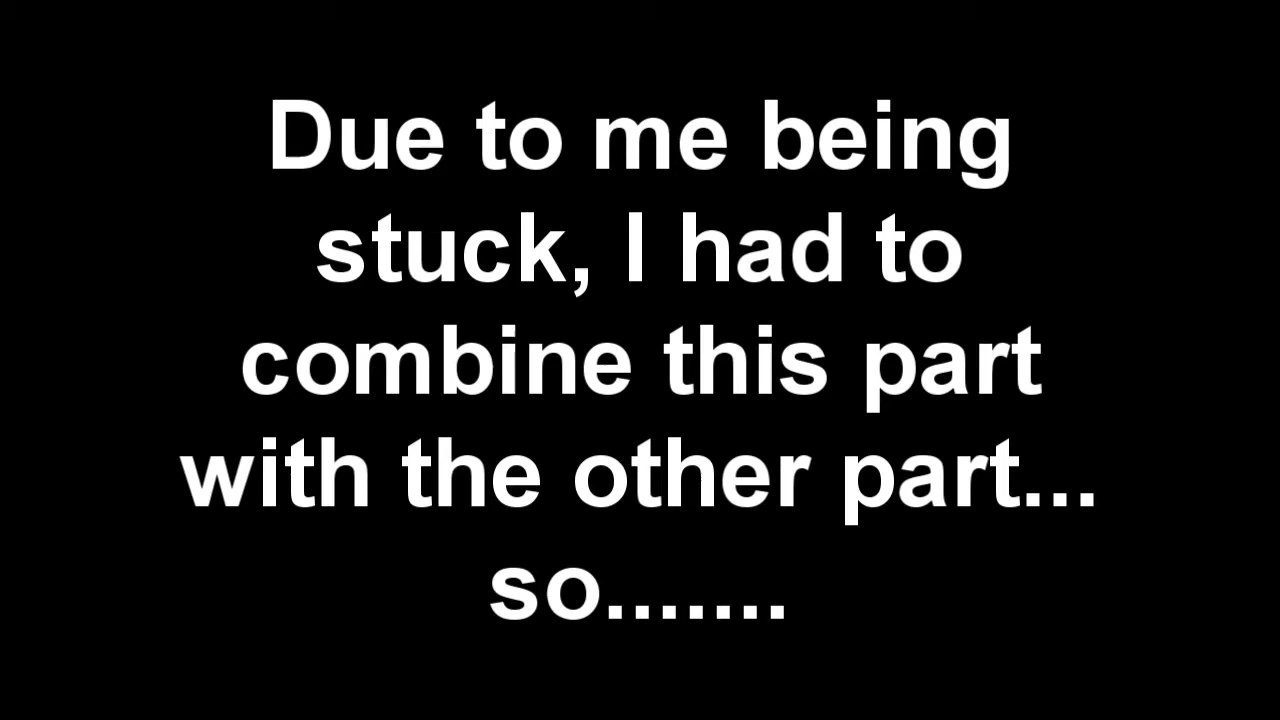 Due to me being
stuck, I had to
combine this part
with the other part...
so.......